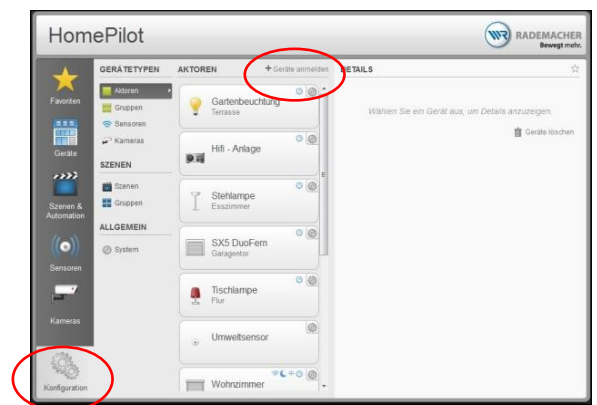 HomePilot
WR RADEMACHER
Bewegt mehr.
Favoriten
Geräte
Szenen &
Automation
Sensoren
Kameras
Konfiguration
GERÄTETYPEN
Aktoren
Gruppen
Sensoren
Kameras
SZENEN
Szenen
Gruppen
ALLGEMEIN
System
AKTOREN
+ Geräte anmelden
Gartenbeuchtung
Terrasse
Hifi - Anlage
Stehlampe
Esszimmer
SX5 DuoFern
Garagentor
Tischlampe
Flur
Umweltsensor
Wohnzimmer
DETAILS
Wählen Sie ein Gerät aus, um Details anzuzeigen.
Geräte löschen